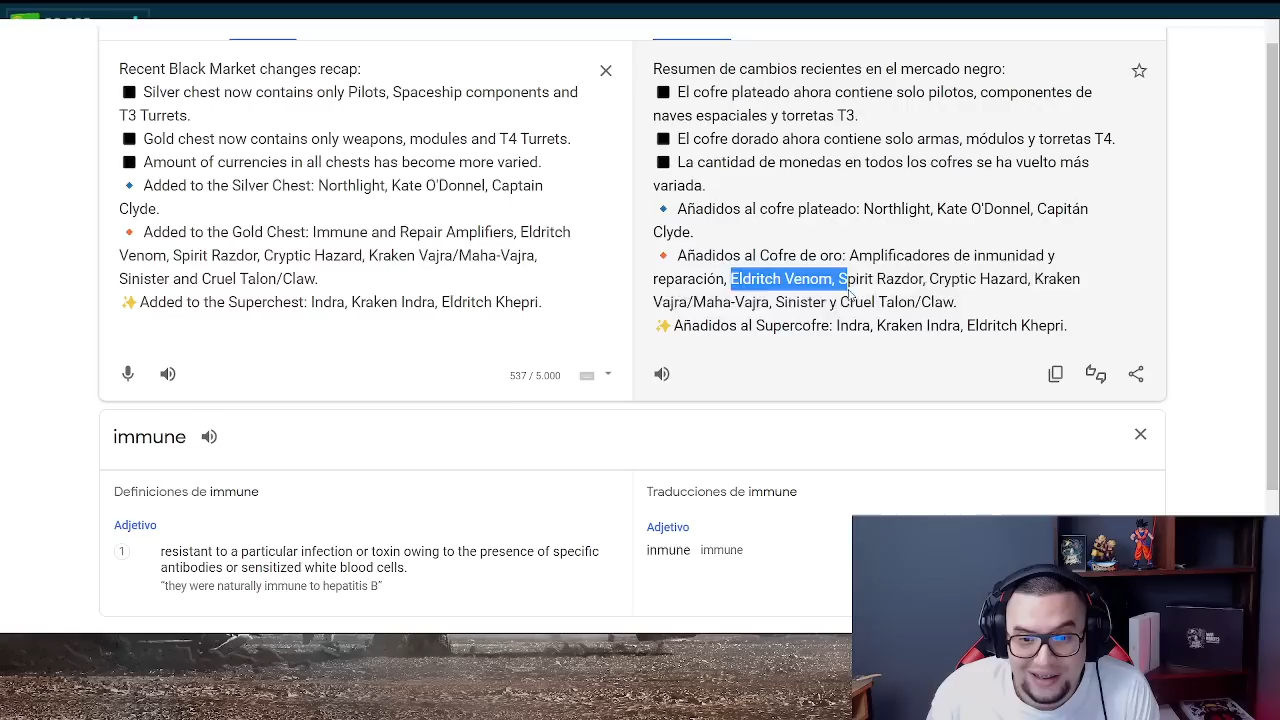 Recent Black Market changes recap:
Silver chest now contains only Pilots, Spaceship components and
T3 Turrets.
Gold chest now contains only weapons, modules and T4 Turrets.
Amount of currencies in all chests has become more varied.
Added to the Silver Chest: Northlight, Kate O'Donnel, Captain
Clyde.
Added to the Gold Chest: Immune and Repair Amplifiers, Eldritch
Venom, Spirit Razdor, Cryptic Hazard, Kraken Vajra/Maha-Vajra,
Sinister and Cruel Talon/Claw.
✨Added to the Superchest: Indra, Kraken Indra, Eldritch Khepri.
537 / 5.000
Resumen de cambios recientes en el mercado negro:
El cofre plateado ahora contiene solo pilotos, componentes de
naves espaciales y torretas T3.
El cofre dorado ahora contiene solo armas, módulos y torretas T4.
La cantidad de monedas en todos los cofres se ha vuelto más
variada.
Añadidos al cofre plateado: Northlight, Kate O'Donnel, Capitán
Clyde.
Añadidos al Cofre de oro: Amplificadores de inmunidad y
reparación, Eldritch Venom, Spirit Razdor, Cryptic Hazard, Kraken
Vajra/Maha-Vajra, Sinister y Cruel Talon/Claw.
✨Añadidos al Supercofre: Indra, Kraken Indra, Eldritch Khepri.
immune
Definiciones de immune
Adjetivo
1
resistant to a particular infection or toxin owing to the presence of specific
antibodies or sensitized white blood cells.
“they were naturally immune to hepatitis B”
Traducciones de immune
Adjetivo
inmune immune